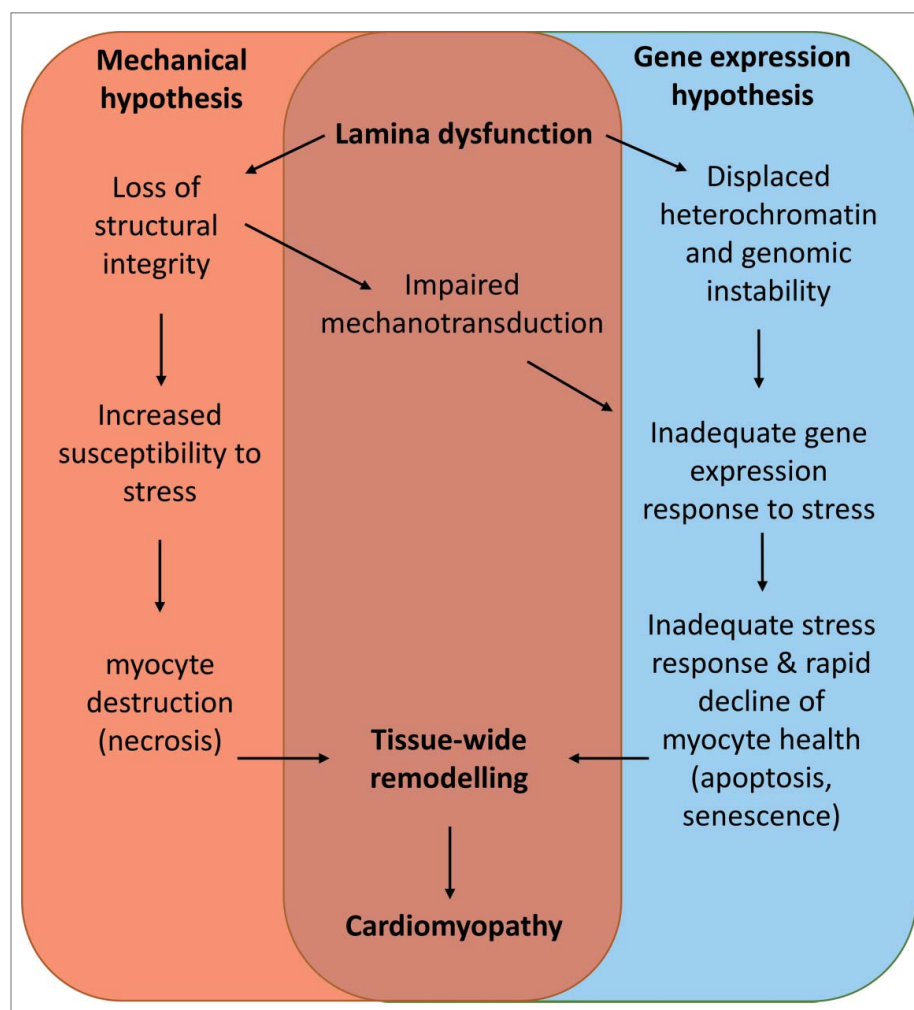 Mechanical
hypothesis
Gene expression
hypothesis
Lamina dysfunction
Loss of
structural
integrity
Displaced
heterochromatin
and genomic
instability
Impaired
mechanotransduction
Increased
susceptibility to
stress
Inadequate gene
expression
response to stress
myocyte
destruction
(necrosis)
Inadequate stress
response & rapid
decline of
myocyte health
(apoptosis,
senescence)
Tissue-wide
remodelling
Cardiomyopathy